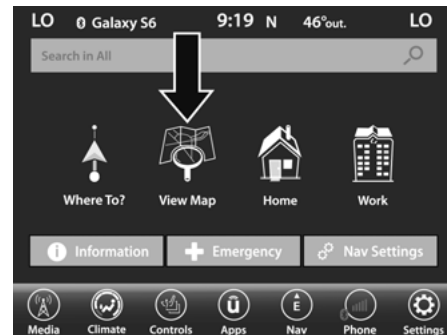 LO Galaxy S6 9:19 N 46°out. LO
Search in All
Where To? View Map Home Work
Information Emergency Nav Settings
Media Climate Controls Apps Nav Phone Settings